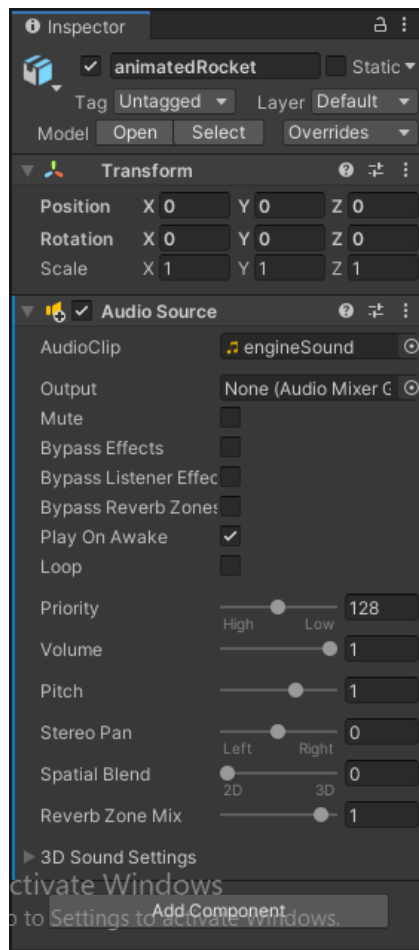 Inspector
animatedRocket Static
Tag Untagged Layer Default
Model Open Select Overrides
Transform
Position X 0 Y 0 Z 0
Rotation X 0 Y 0 Z 0
Scale X 1 Y 1 Z 1
Audio Source
AudioClip engineSound
Output None (Audio Mixer G
Mute
Bypass Effects
Bypass Listener Effec
Bypass Reverb Zones
Play On Awake
Loop
Priority 128
High Low
Volume 1
Pitch 1
Stereo Pan 0
Left Right
Spatial Blend 0
2D 3D
Reverb Zone Mix 1
3D Sound Settings
ctivate Windows
Add Component
o to Settings to activate Windows.